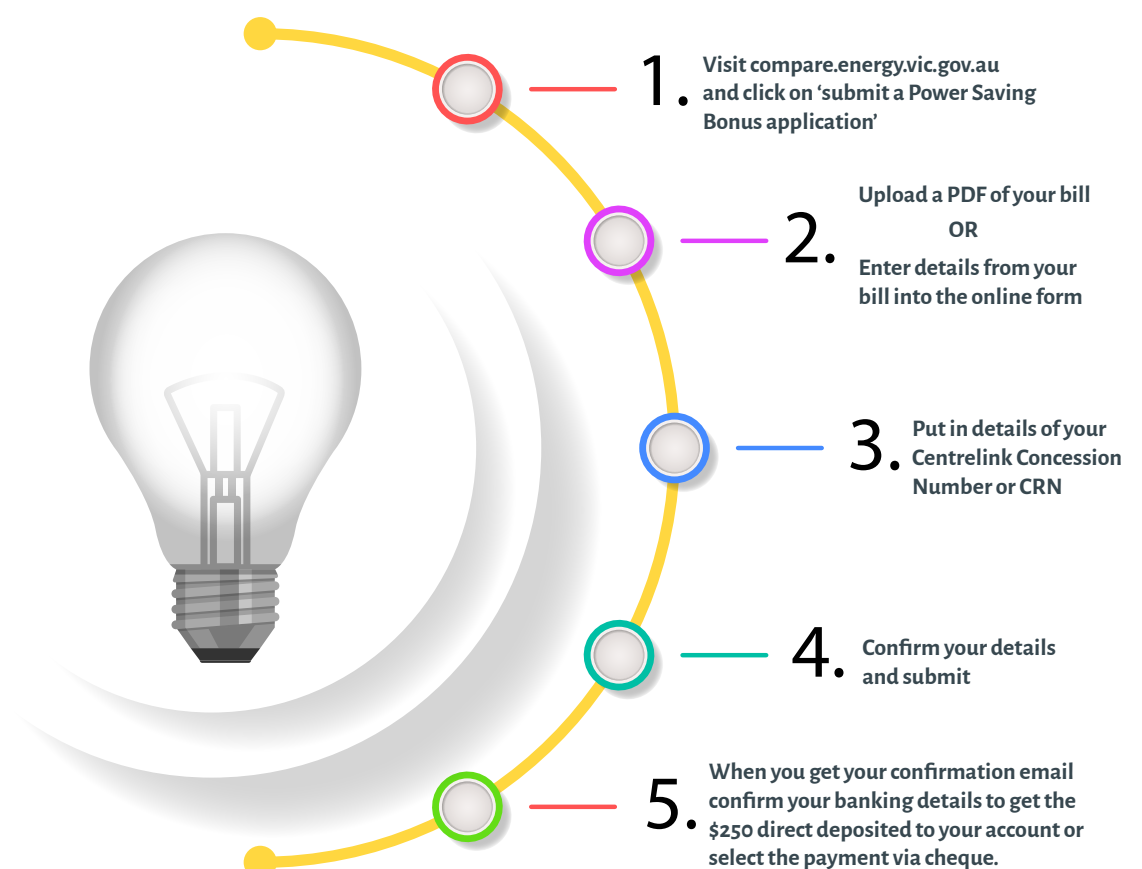 1.
Visit compare.energy.vic.gov.au
and click on ‘submit a Power Saving
Bonus application’
2.
Upload a PDF of your bill
OR
Enter details from your
bill into the online form
3.
Put in details of your
Centrelink Concession
Number or CRN
4.
Confirm your details
and submit
5.
When you get your confirmation email
confirm your banking details to get the
$250 direct deposited to your account or
select the payment via cheque.